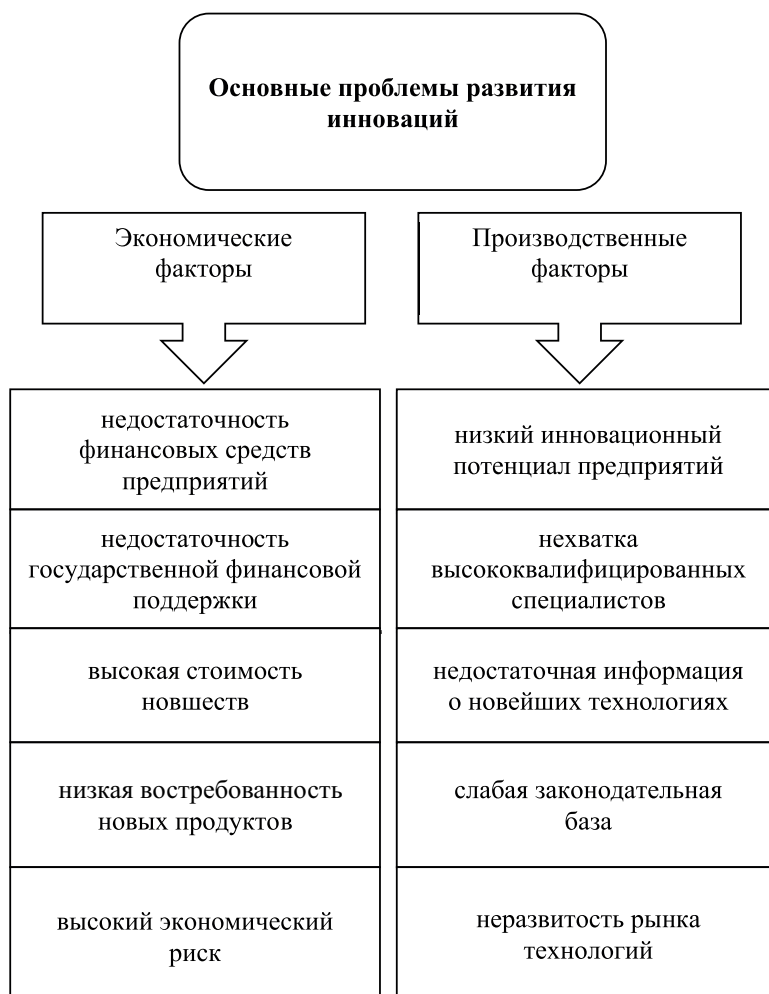 Основные проблемы развития
инноваций
Экономические
факторы
Производственные
факторы
недостаточность
финансовых средств
предприятий
недостаточность
государственной финансовой
поддержки
высокая стоимость
новшеств
низкая востребованность
новых продуктов
высокий экономический
риск
низкий инновационный
потенциал предприятий
нехватка
высококвалифицированных
специалистов
недостаточная информация
о новейших технологиях
слабая законодательная
база
неразвитость рынка
технологий